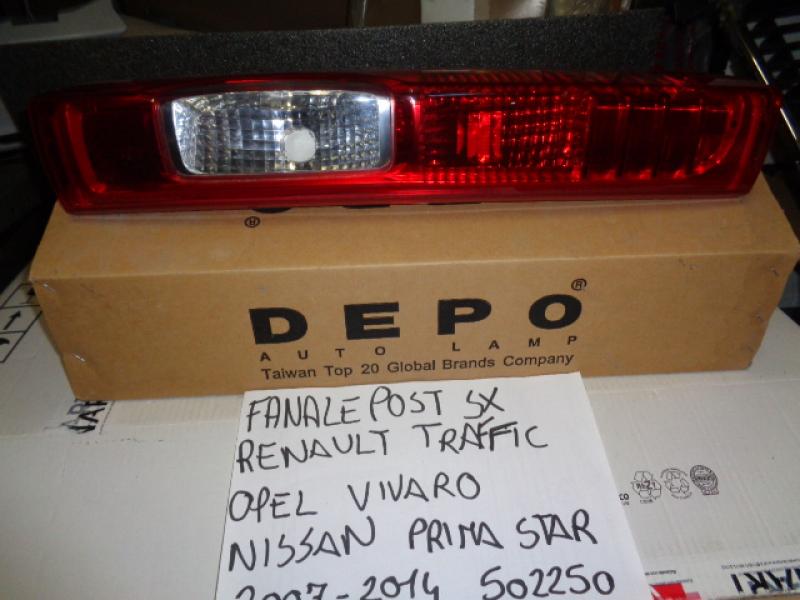 DEPO®
AUTO LAMP
Taiwan Top 20 Global Brands Company
FANALE POST SX
RENAULT TRAFFIC
OPEL VIVARO
NISSAN PRIMA STAR
2007-2014 502250